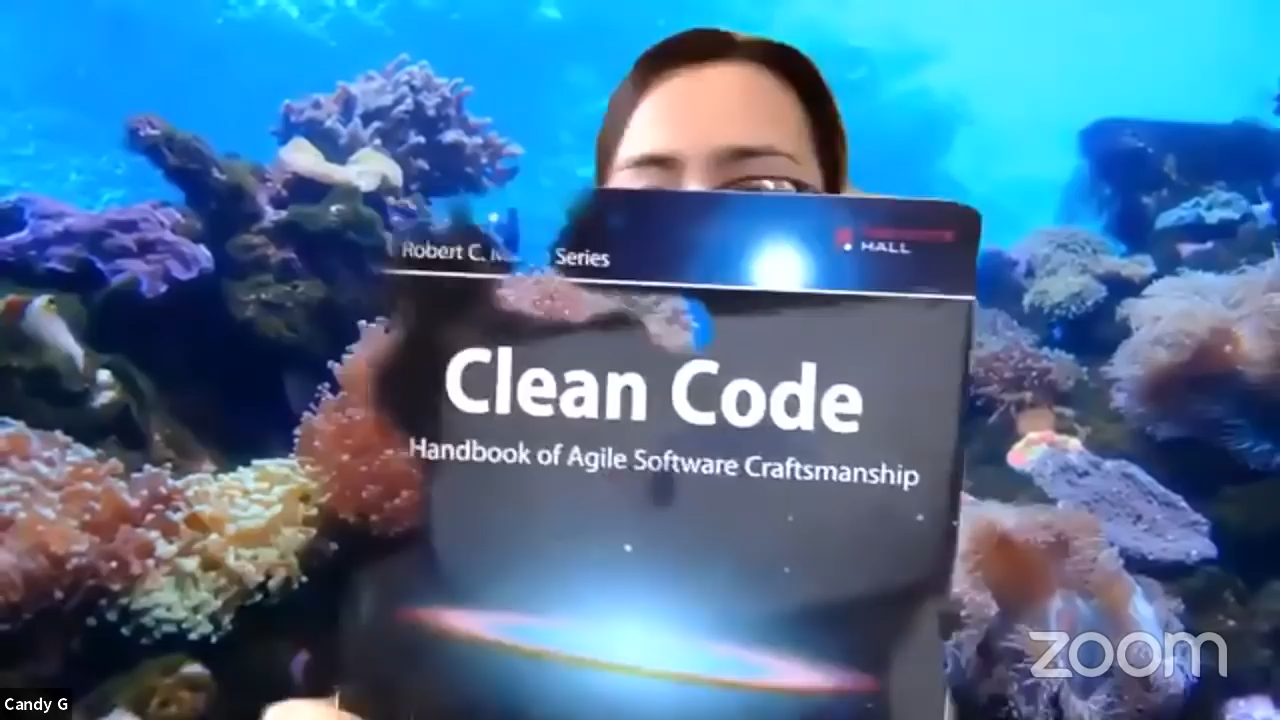 Robert C. Series
HALL
Clean Code
Handbook of Agile Software Craftsmanship
zoom
Candy G